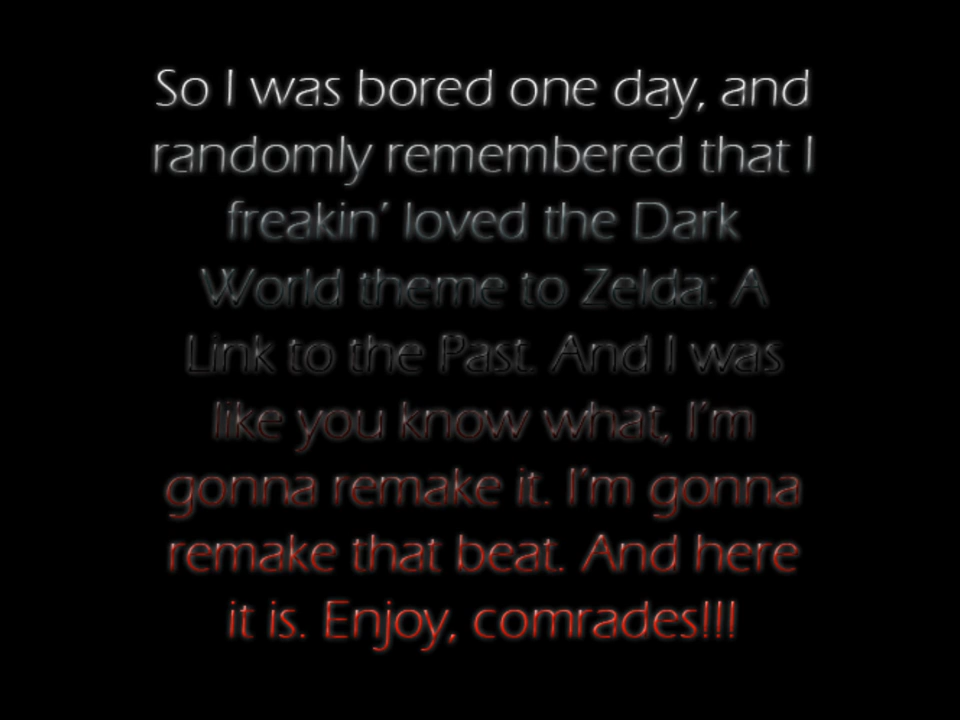 So I was bored one day, and
randomly remembered that I
freakin' loved the Dark
World theme to Zelda: A
Link to the Past. And I was
like you know what, I'm
gonna remake it. I'm gonna
remake that beat. And here
it is. Enjoy, comrades!!!